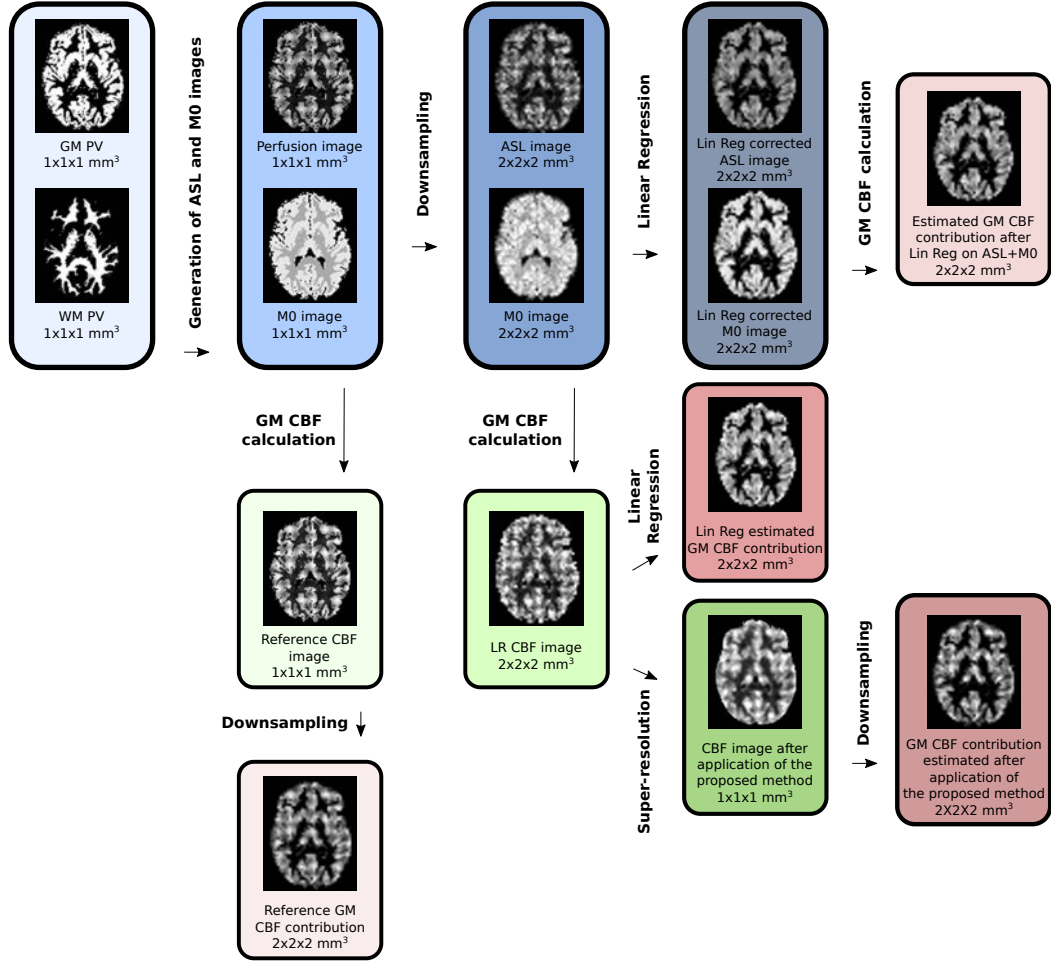 GM PV
1x1x1 mm³
WM PV
1x1x1 mm³
Generation of ASL and M0 images
Perfusion image
1x1x1 mm³
M0 image
1x1x1 mm³
Downsampling
ASL image
2x2x2 mm³
M0 image
2x2x2 mm³
Linear Regression
Lin Reg corrected
ASL image
2x2x2 mm³
Lin Reg corrected
M0 image
2x2x2 mm³
GM CBF calculation
Estimated GM CBF
contribution after
Lin Reg on ASL+M0
2x2x2 mm³
GM CBF
calculation
GM CBF
calculation
Reference CBF
image
1x1x1 mm³
LR CBF image
2x2x2 mm³
Linear
Regression
Lin Reg estimated
GM CBF contribution
2x2x2 mm³
Super-resolution
CBF image after
application of the
proposed method
1x1x1 mm³
Downsampling
GM CBF contribution
estimated after
application of
the proposed method
2X2X2 mm³
Downsampling
Reference GM
CBF contribution
2x2x2 mm³